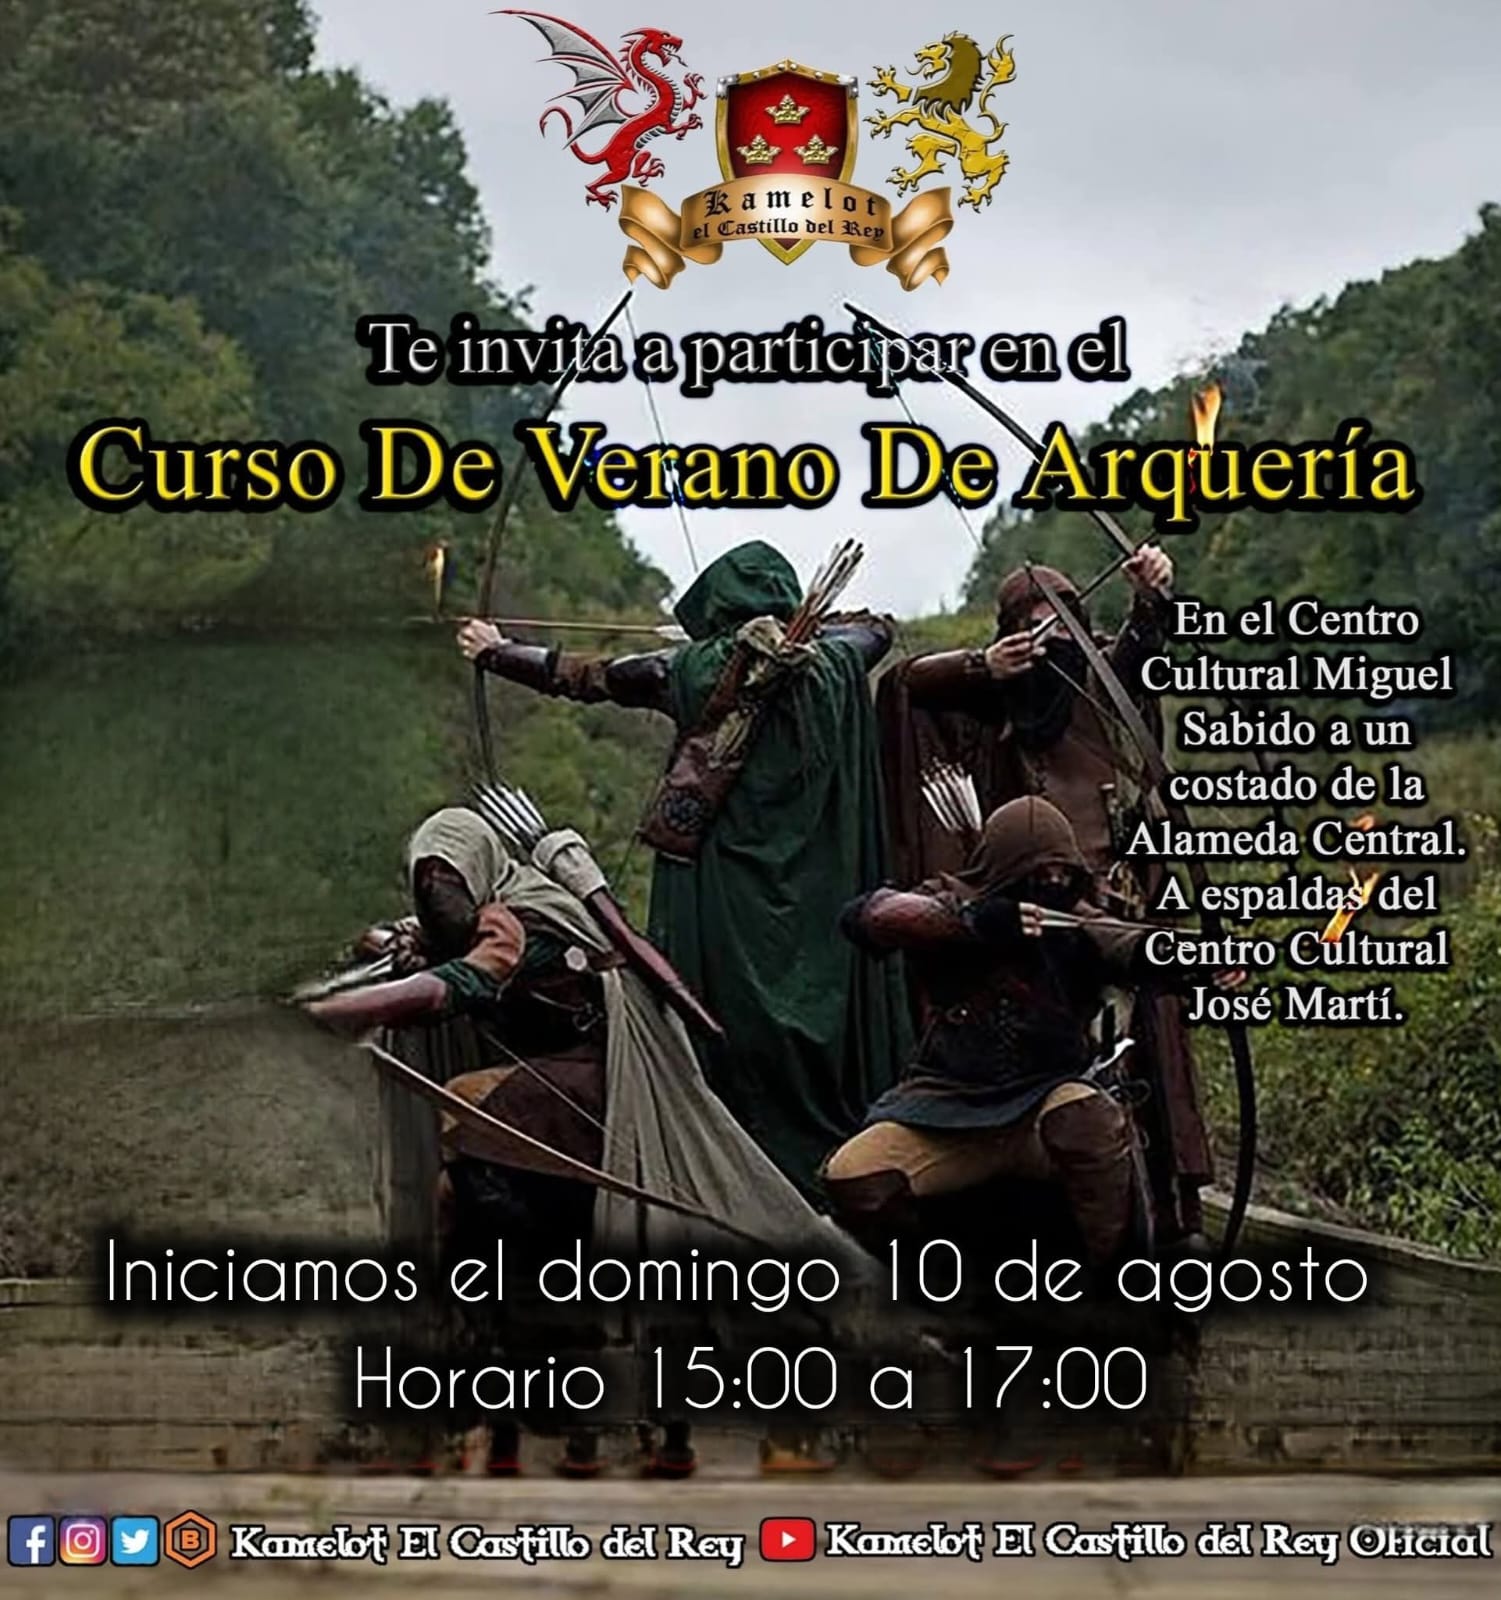 Kamelot
el Castillo del Rey
Te invita a participar en el
Curso De Verano De Arquería
En el Centro
Cultural Miguel
Sabido a un
costado de la
Alameda Central.
A espaldas del
Centro Cultural
José Martí.
Iniciamos el domingo 10 de agosto
Horario 15:00 a 17:00
Kamelot El Castillo del Rey Kamelot El Castillo del Rey Oficial